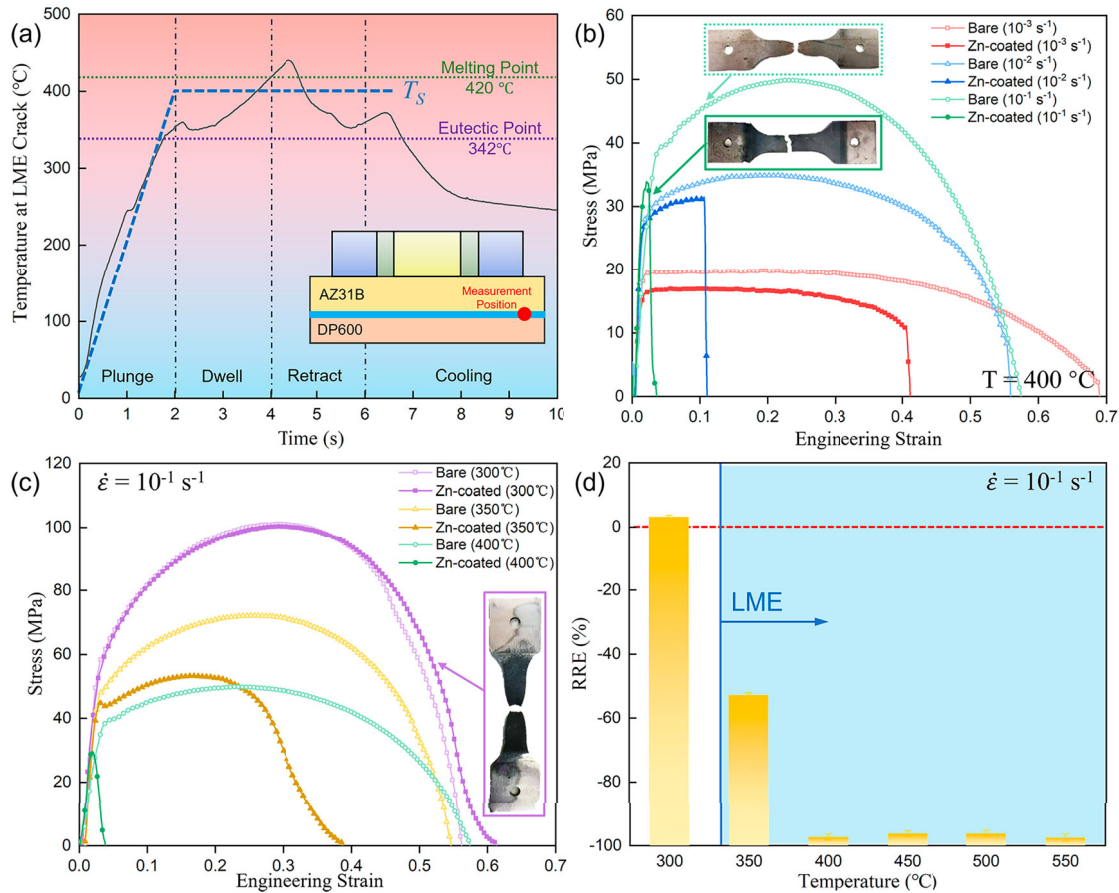 (a)
500
400
300
200
100
0
Temperature at LME Crack (℃)
Melting Point
420 ℃
T_S
Eutectic Point
342℃
AZ31B
Measurement
Position
DP600
Plunge
Dwell
Retract
Cooling
0 1 2 3 4 5 6 7 8 9 10
Time (s)
(b)
60
50
40
30
20
10
0
Stress (MPa)
Bare (10⁻³ s⁻¹)
Zn-coated (10⁻³ s⁻¹)
Bare (10⁻² s⁻¹)
Zn-coated (10⁻² s⁻¹)
Bare (10⁻¹ s⁻¹)
Zn-coated (10⁻¹ s⁻¹)
T = 400 °C
0.0 0.1 0.2 0.3 0.4 0.5 0.6 0.7
Engineering Strain
(c)
120
100
80
60
40
20
0
Stress (MPa)
ε̇ = 10⁻¹ s⁻¹
Bare (300℃)
Zn-coated (300℃)
Bare (350℃)
Zn-coated (350℃)
Bare (400℃)
Zn-coated (400℃)
0.0 0.1 0.2 0.3 0.4 0.5 0.6 0.7
Engineering Strain
(d)
20
0
-20
-40
-60
-80
-100
RRE (%)
ε̇ = 10⁻¹ s⁻¹
LME
300 350 400 450 500 550
Temperature (℃)